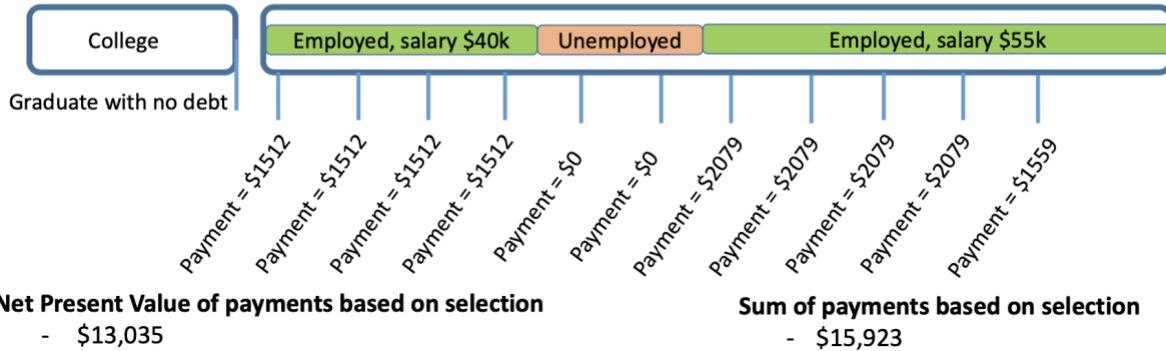 College
Employed, salary $40k
Unemployed
Employed, salary $55k
Graduate with no debt
Payment = $1512
Payment = $1512
Payment = $1512
Payment = $1512
Payment = $0
Payment = $0
Payment = $2079
Payment = $2079
Payment = $2079
Payment = $2079
Payment = $1559
Net Present Value of payments based on selection
- $13,035
Sum of payments based on selection
- $15,923